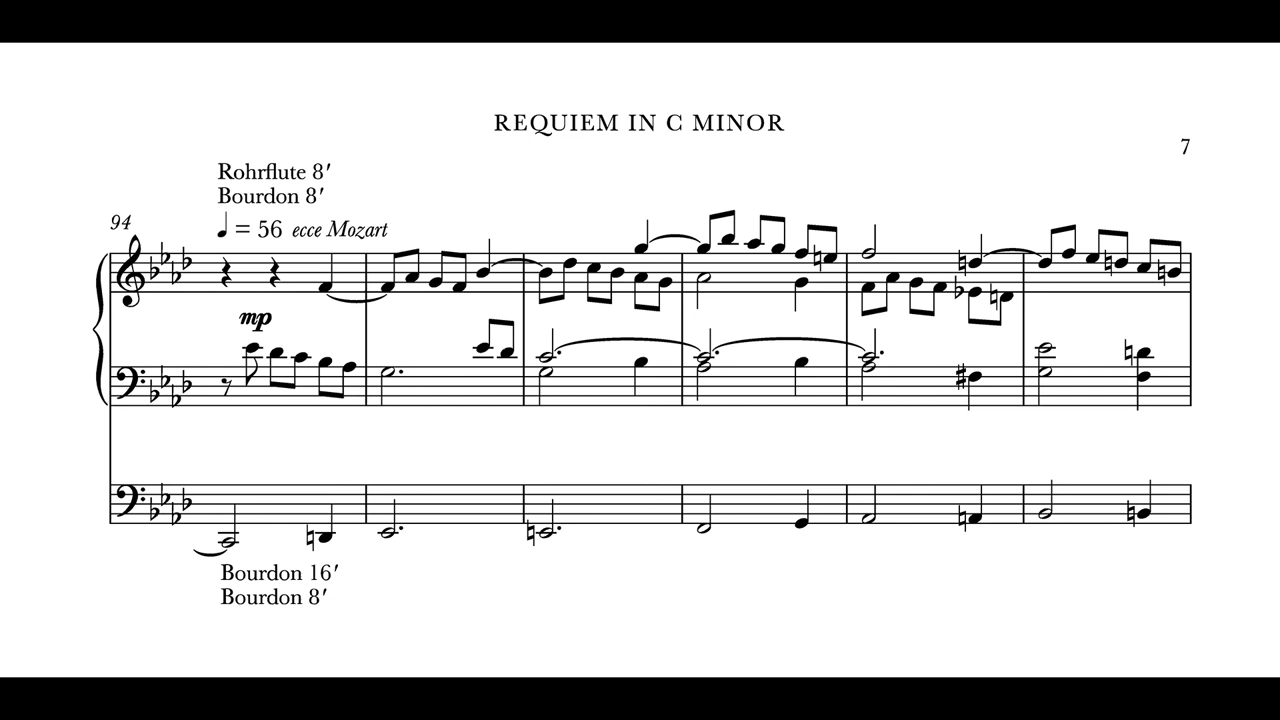 REQUIEM IN C MINOR
7
Rohrflute 8′
Bourdon 8′
94
♩ = 56 ecce Mozart
mp
Bourdon 16′
Bourdon 8′